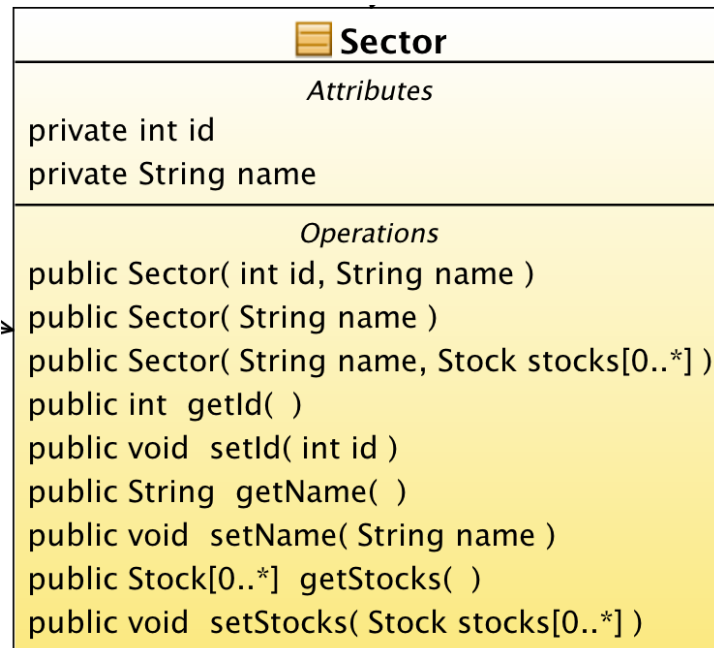 Sector
Attributes
private int id
private String name
Operations
public Sector( int id, String name )
public Sector( String name )
public Sector( String name, Stock stocks[0..*] )
public int  getId(  )
public void  setId( int id )
public String  getName(  )
public void  setName( String name )
public Stock[0..*]  getStocks(  )
public void  setStocks( Stock stocks[0..*] )